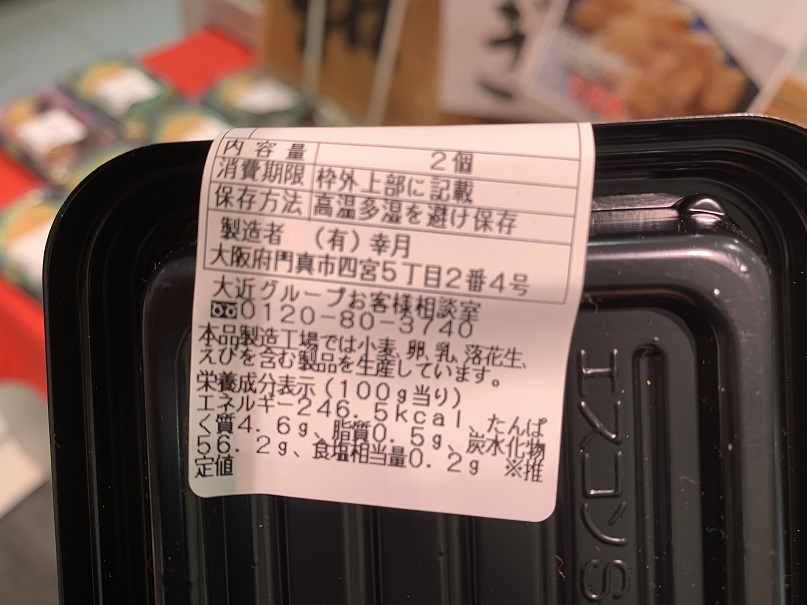 内容量 2個
消費期限 枠外上部に記載
保存方法 高温多湿を避け保存
製造者 (有)幸月
大阪府門真市四宮5丁目2番4号
大近グループお客様相談室
0120-80-3740
本品製造工場では小麦、卵、乳、落花生、
えびを含む製品を生産しています。
栄養成分表示(100g当り)
エネルギー246.5kcal、たんぱ
く質4.6g、脂質0.5g、炭水化物
56.2g、食塩相当量0.2g ※推
定値
エスコン S